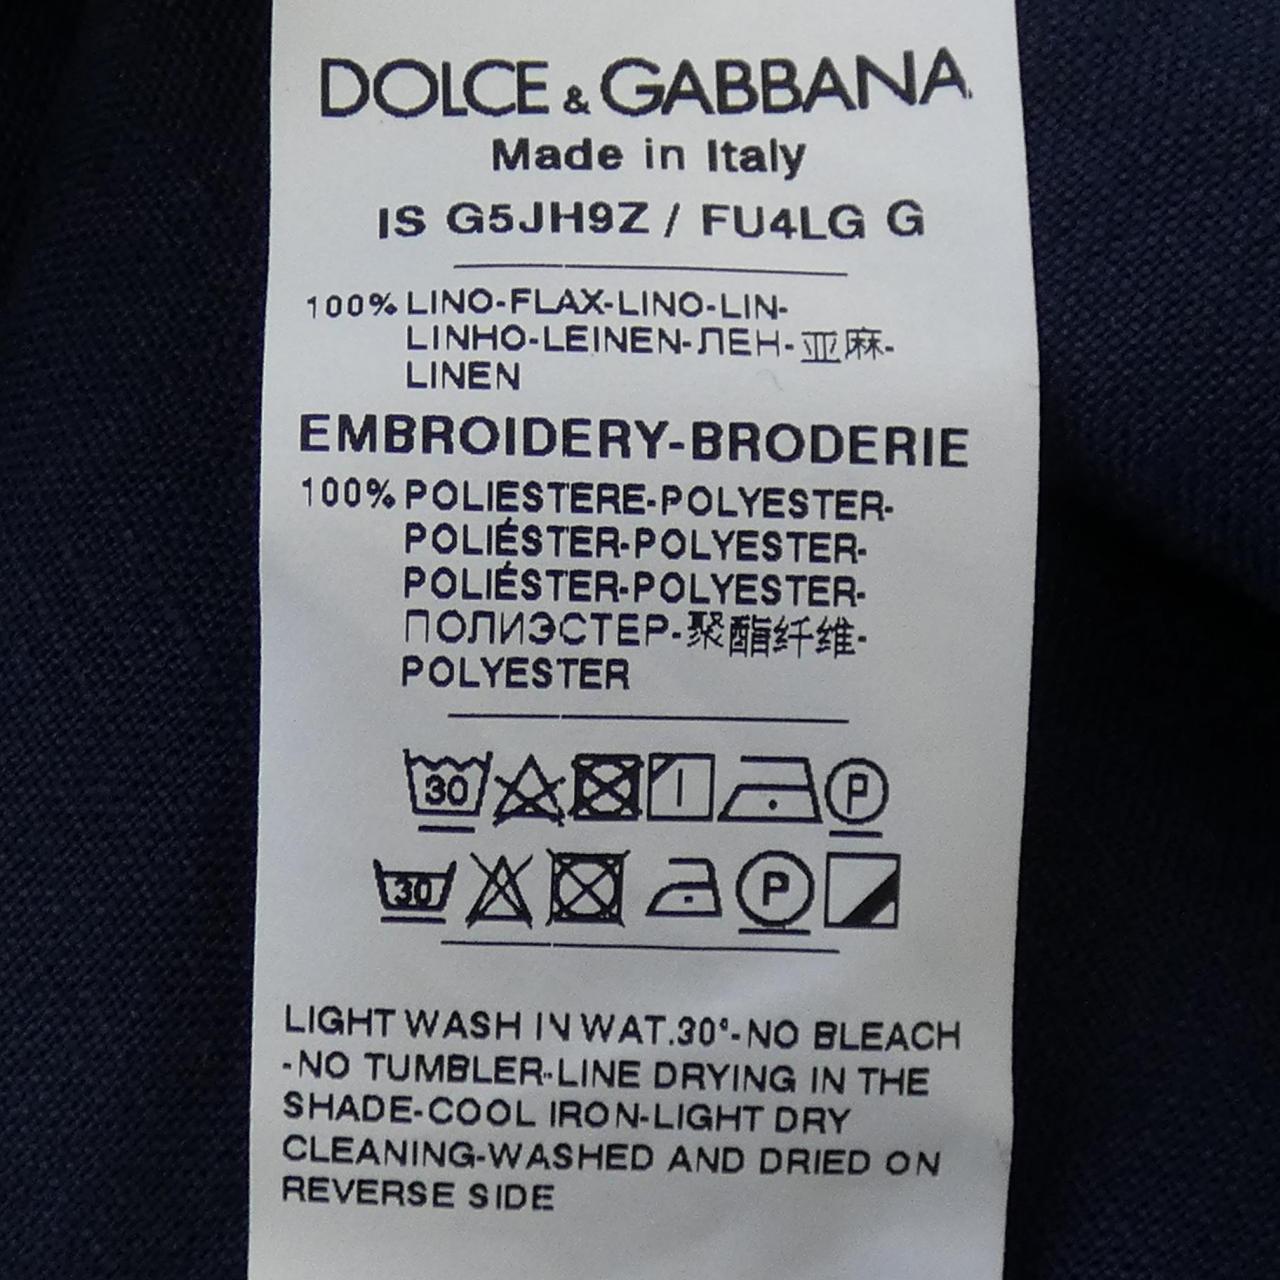 DOLCE & GABBANA
Made in Italy
IS G5JH9Z / FU4LG G
100% LINO-FLAX-LINO-LIN-
LINHO-LEINEN-ЛЕН-亚麻-
LINEN
EMBROIDERY-BRODERIE
100% POLIESTERE-POLYESTER-
POLIÉSTER-POLYESTER-
POLIÉSTER-POLYESTER-
ПОЛИЭСТЕР-聚酯纤维-
POLYESTER
30 P
30 P
LIGHT WASH IN WAT.30°-NO BLEACH
-NO TUMBLER-LINE DRYING IN THE
SHADE-COOL IRON-LIGHT DRY
CLEANING-WASHED AND DRIED ON
REVERSE SIDE